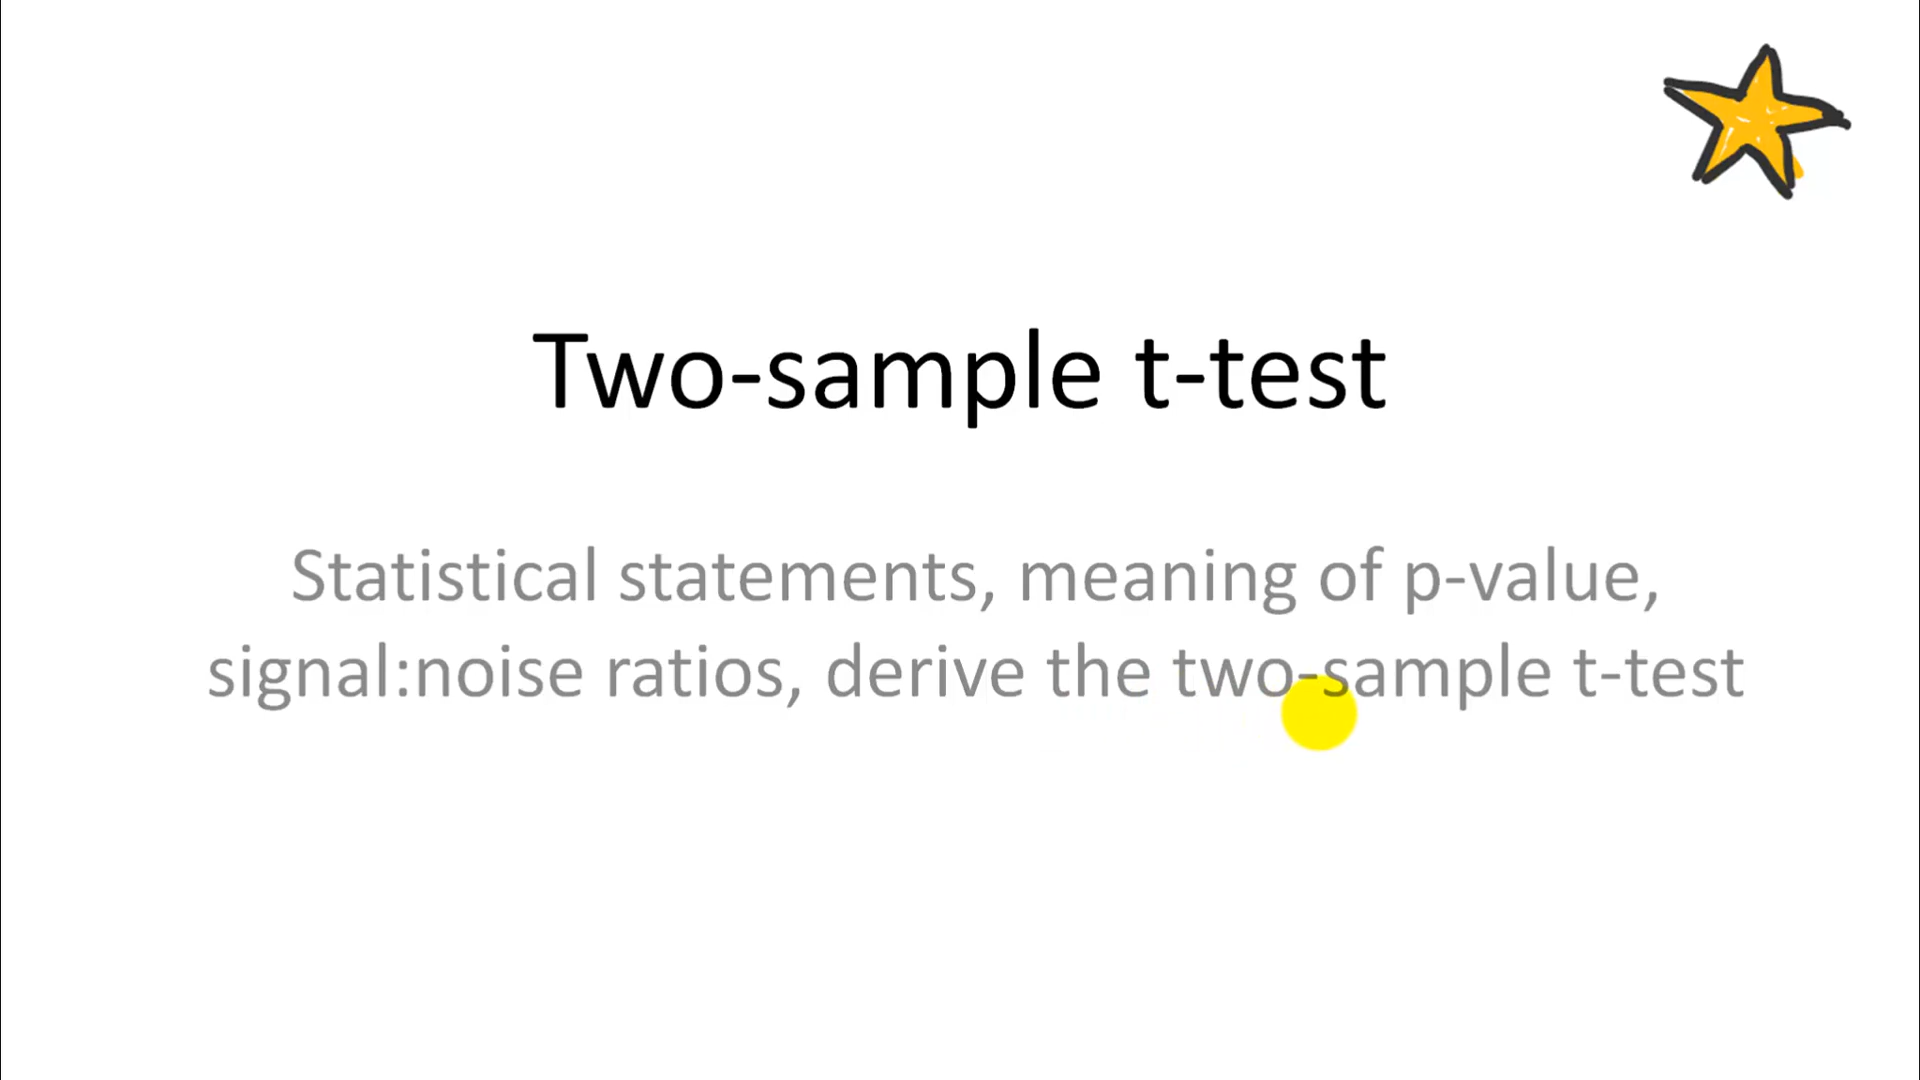 Two-sample t-test
Statistical statements, meaning of p-value,
signal:noise ratios, derive the two-sample t-test